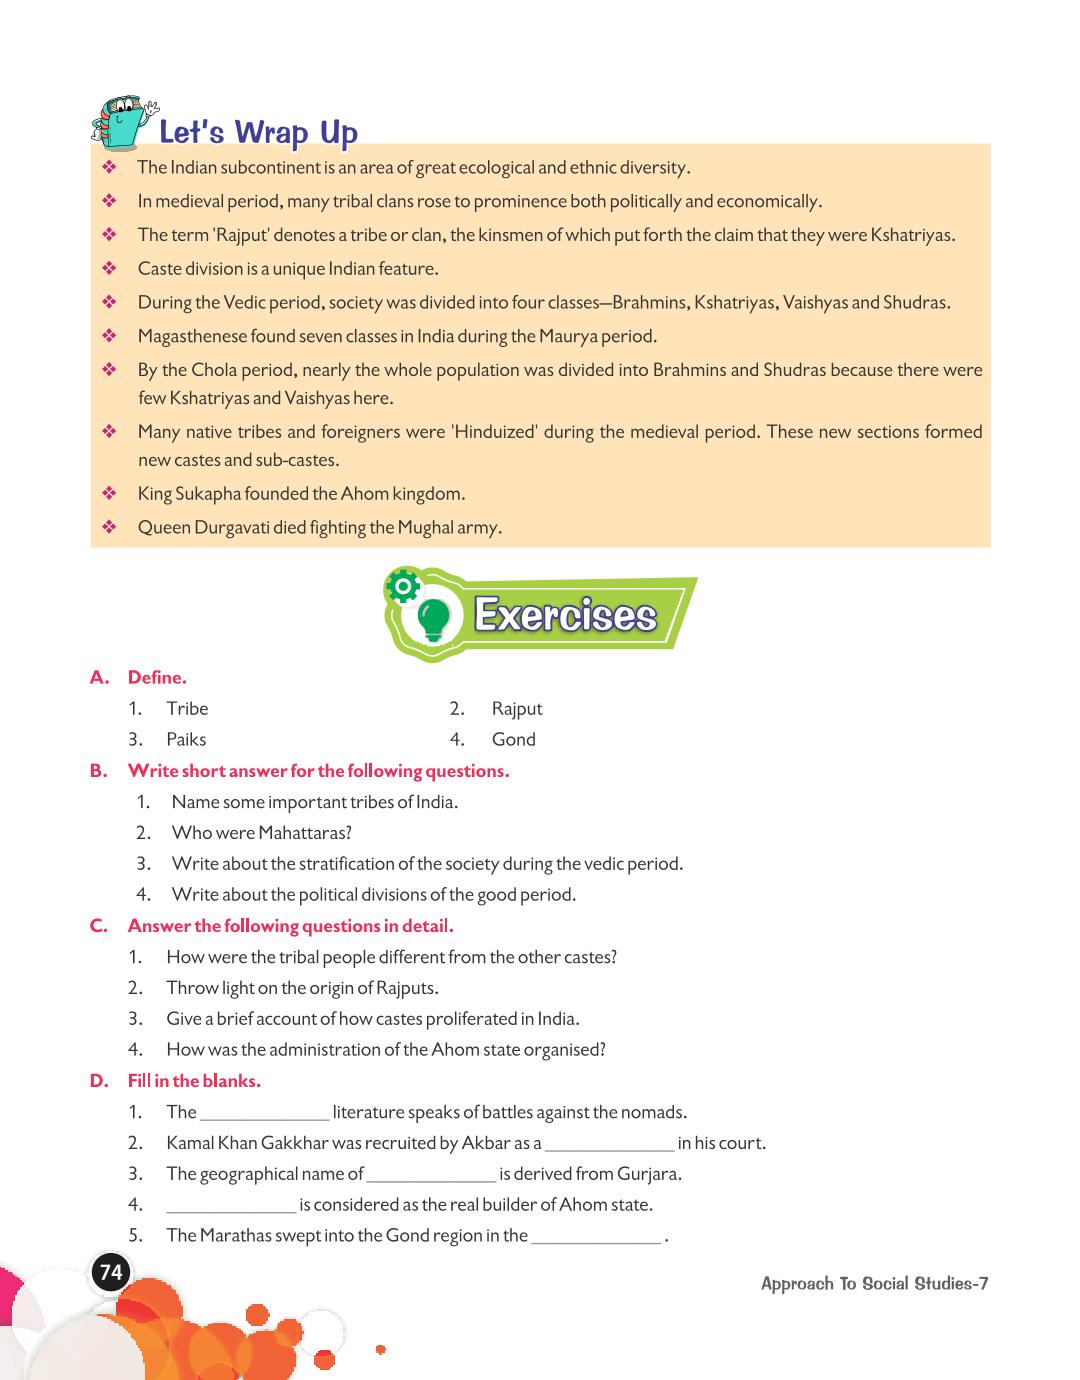 Let's Wrap Up
❖ The Indian subcontinent is an area of great ecological and ethnic diversity.
❖ In medieval period, many tribal clans rose to prominence both politically and economically.
❖ The term 'Rajput' denotes a tribe or clan, the kinsmen of which put forth the claim that they were Kshatriyas.
❖ Caste division is a unique Indian feature.
❖ During the Vedic period, society was divided into four classes—Brahmins, Kshatriyas, Vaishyas and Shudras.
❖ Magasthenese found seven classes in India during the Maurya period.
❖ By the Chola period, nearly the whole population was divided into Brahmins and Shudras because there were
few Kshatriyas and Vaishyas here.
❖ Many native tribes and foreigners were 'Hinduized' during the medieval period. These new sections formed
new castes and sub-castes.
❖ King Sukapha founded the Ahom kingdom.
❖ Queen Durgavati died fighting the Mughal army.
Exercises
A. Define.
1. Tribe 2. Rajput
3. Paiks 4. Gond
B. Write short answer for the following questions.
1. Name some important tribes of India.
2. Who were Mahattaras?
3. Write about the stratification of the society during the vedic period.
4. Write about the political divisions of the good period.
C. Answer the following questions in detail.
1. How were the tribal people different from the other castes?
2. Throw light on the origin of Rajputs.
3. Give a brief account of how castes proliferated in India.
4. How was the administration of the Ahom state organised?
D. Fill in the blanks.
1. The _____________ literature speaks of battles against the nomads.
2. Kamal Khan Gakkhar was recruited by Akbar as a _____________ in his court.
3. The geographical name of _____________ is derived from Gurjara.
4. _____________ is considered as the real builder of Ahom state.
5. The Marathas swept into the Gond region in the _____________ .
74
Approach To Social Studies-7